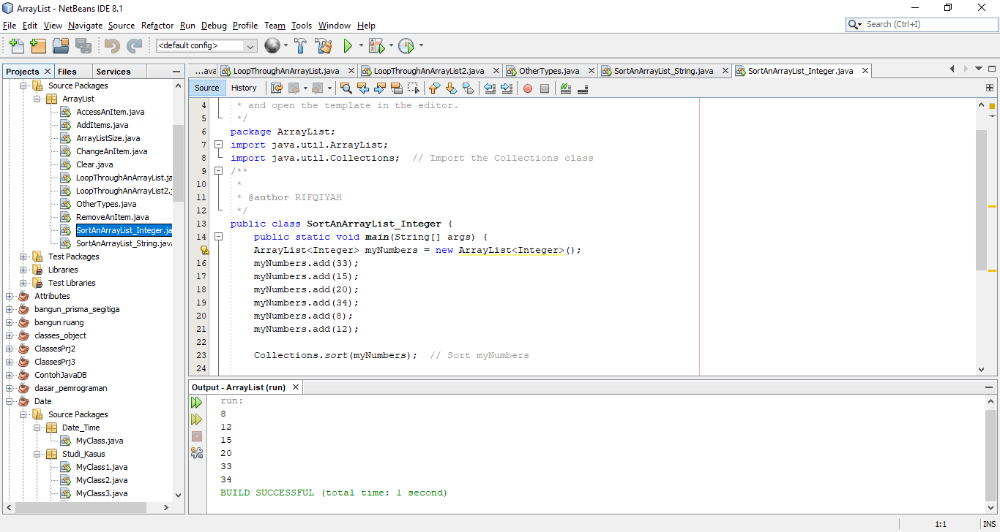 ArrayList - NetBeans IDE 8.1
File Edit View Navigate Source Refactor Run Debug Profile Team Tools Window Help
Search (Ctrl+I)
<default config>
Projects Files Services
Source Packages
ArrayList
AccessAnItem.java
AddItems.java
ArrayListSize.java
ChangeAnItem.java
Clear.java
LoopThroughAnArrayList.ja
LoopThroughAnArrayList2.j
OtherTypes.java
RemoveAnItem.java
SortAnArrayList_Integer.ja
SortAnArrayList_String.java
Test Packages
Libraries
Test Libraries
Attributes
bangun_prisma_segitiga
bangun ruang
classes_object
ClassesPrj2
ClassesPrj3
ContohJavaDB
dasar_pemrograman
Date
Source Packages
Date_Time
MyClass.java
Studi_Kasus
MyClass1.java
MyClass2.java
MyClass3.java
...ava LoopThroughAnArrayList.java LoopThroughAnArrayList2.java OtherTypes.java SortAnArrayList_String.java SortAnArrayList_Integer.java
Source History
4 * and open the template in the editor.
5 */
6 package ArrayList;
7 import java.util.ArrayList;
8 import java.util.Collections; // Import the Collections class
9 /**
10 *
11 * @author RIFQIYAH
12 */
13 public class SortAnArrayList_Integer {
14 public static void main(String[] args) {
ArrayList<Integer> myNumbers = new ArrayList<Integer>();
16 myNumbers.add(33);
17 myNumbers.add(15);
18 myNumbers.add(20);
19 myNumbers.add(34);
20 myNumbers.add(8);
21 myNumbers.add(12);
22
23 Collections.sort(myNumbers); // Sort myNumbers
24
Output - ArrayList (run)
run:
8
12
15
20
33
34
BUILD SUCCESSFUL (total time: 1 second)
1:1 INS